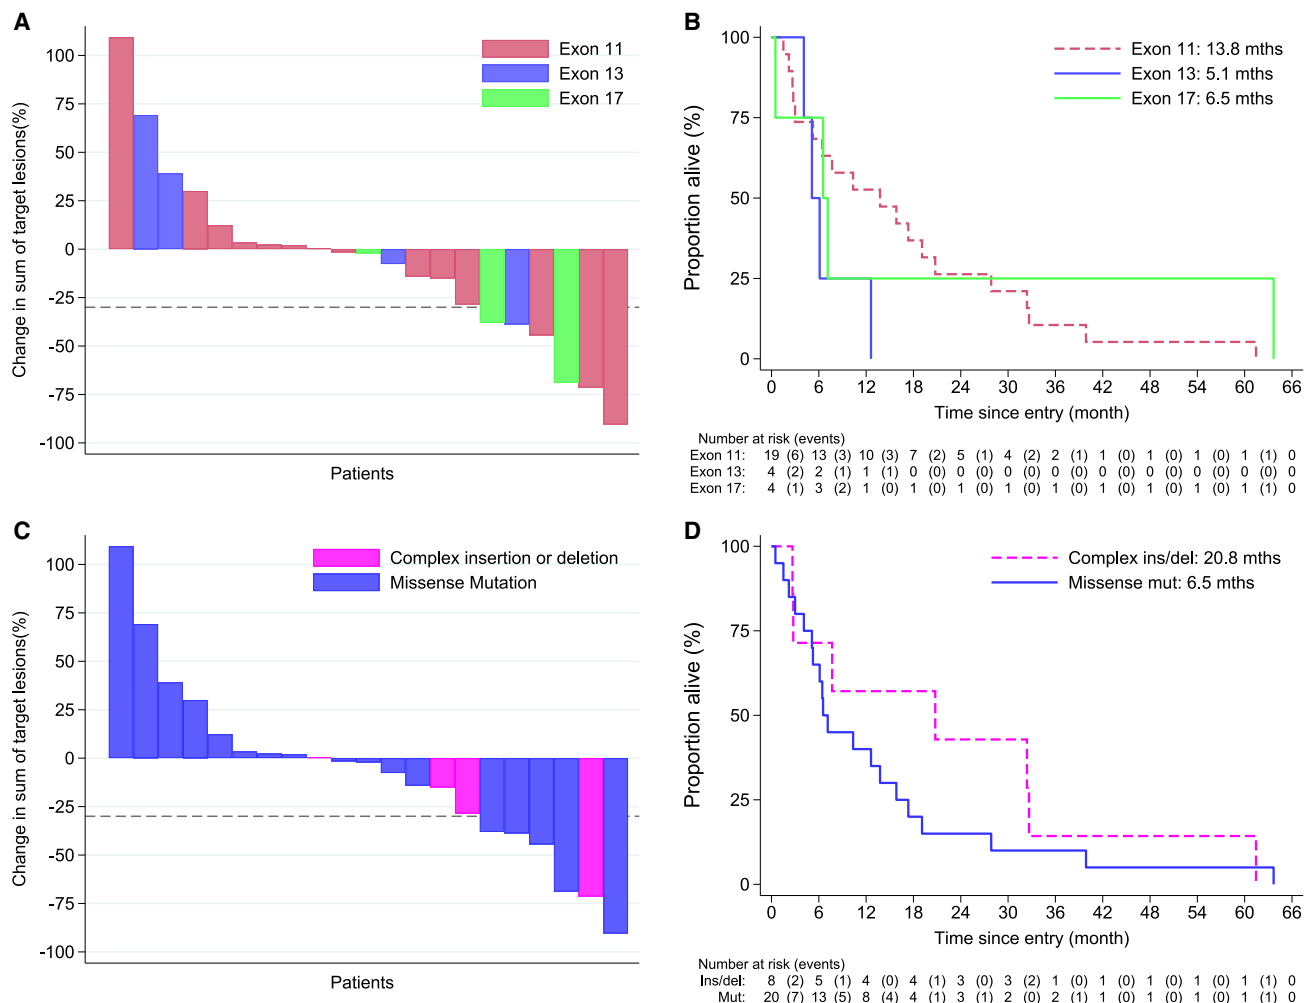 A
Change in sum of target lesions(%)
100
75
50
25
0
-25
-50
-75
-100
Exon 11
Exon 13
Exon 17
Patients
B
Proportion alive (%)
100
75
50
25
0
Exon 11: 13.8 mths
Exon 13: 5.1 mths
Exon 17: 6.5 mths
0 6 12 18 24 30 36 42 48 54 60 66
Time since entry (month)
Number at risk (events)
Exon 11: 19 (6) 13 (3) 10 (3) 7 (2) 5 (1) 4 (2) 2 (1) 1 (0) 1 (0) 1 (0) 1 (1) 0
Exon 13: 4 (2) 2 (1) 1 (1) 0 (0) 0 (0) 0 (0) 0 (0) 0 (0) 0 (0) 0 (0) 0 (0) 0
Exon 17: 4 (1) 3 (2) 1 (0) 1 (0) 1 (0) 1 (0) 1 (0) 1 (0) 1 (0) 1 (0) 1 (1) 0
C
Change in sum of target lesions(%)
100
75
50
25
0
-25
-50
-75
-100
Complex insertion or deletion
Missense Mutation
Patients
D
Proportion alive (%)
100
75
50
25
0
Complex ins/del: 20.8 mths
Missense mut: 6.5 mths
0 6 12 18 24 30 36 42 48 54 60 66
Time since entry (month)
Number at risk (events)
Ins/del: 8 (2) 5 (1) 4 (0) 4 (1) 3 (0) 3 (2) 1 (0) 1 (0) 1 (0) 1 (0) 1 (1) 0
Mut: 20 (7) 13 (5) 8 (4) 4 (1) 3 (1) 2 (0) 2 (1) 1 (0) 1 (0) 1 (0) 1 (1) 0